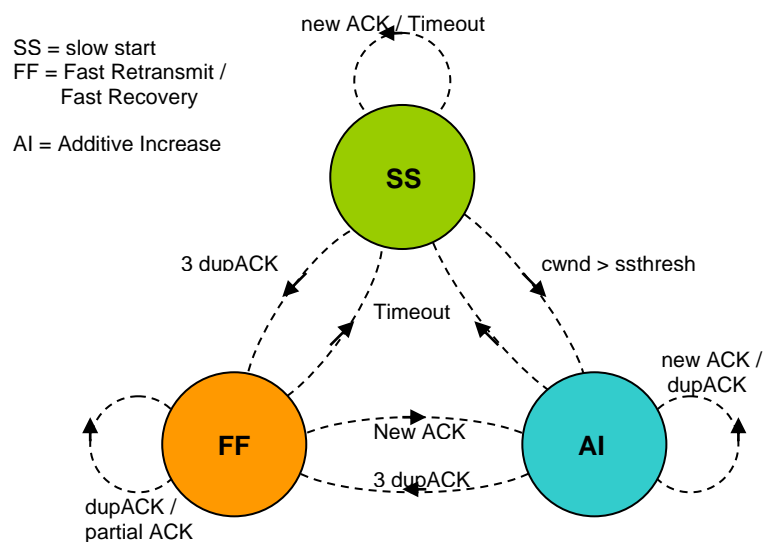 new ACK / Timeout
SS = slow start
FF = Fast Retransmit /
Fast Recovery
AI = Additive Increase
SS
3 dupACK
cwnd > ssthresh
Timeout
new ACK /
dupACK
FF
New ACK
AI
3 dupACK
dupACK /
partial ACK